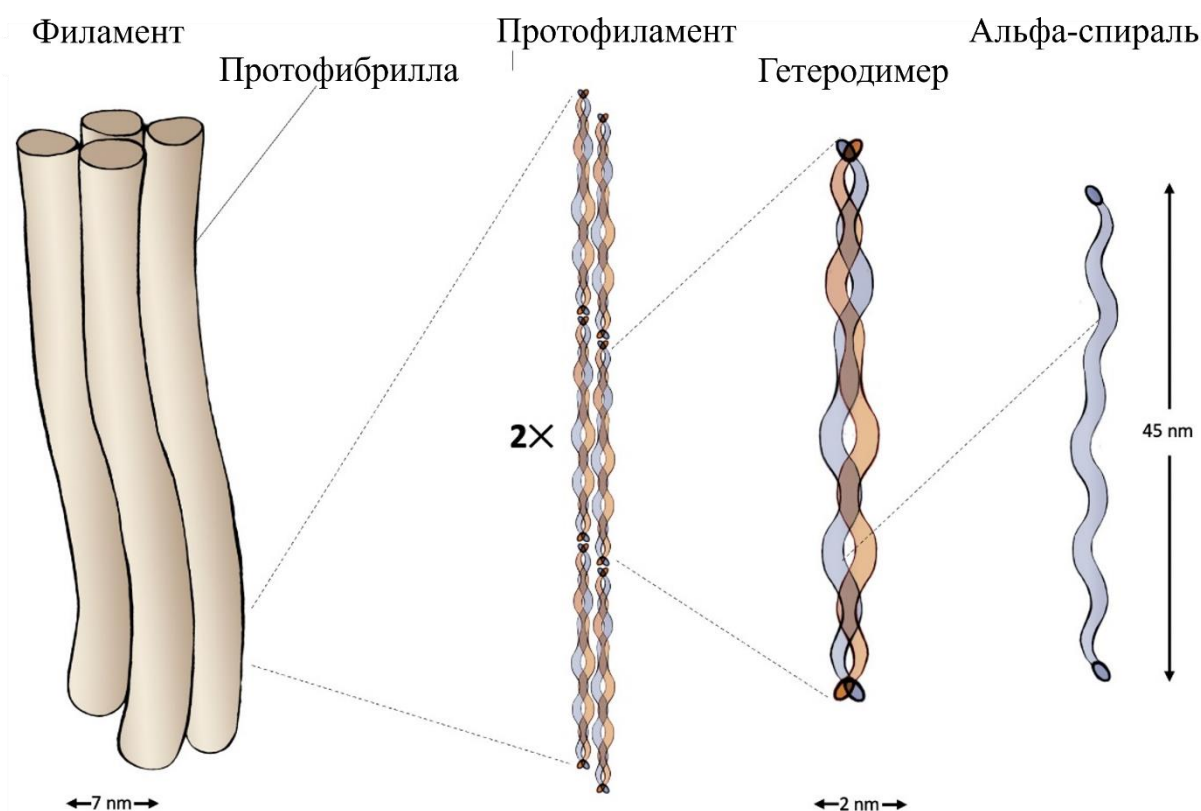 Филамент
Протофибрилла
Протофиламент
Гетеродимер
Альфа-спираль
2×
45 nm
7 nm
2 nm